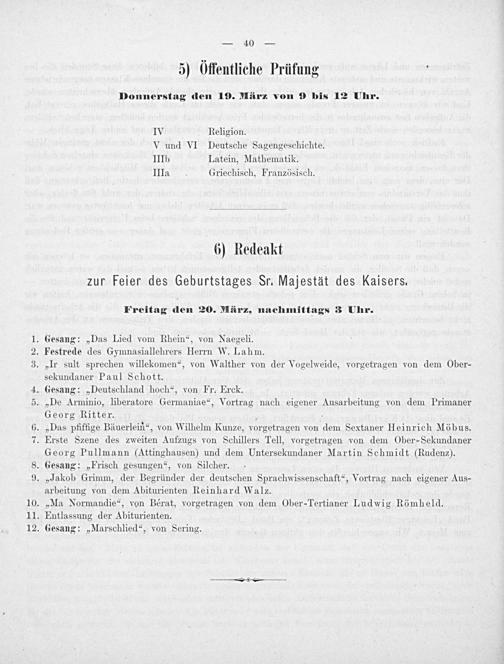 — 40 —
5) Öffentliche Prüfung
Donnerstag den 19. März von 9 bis 12 Uhr.
IV Religion.
V und VI Deutsche Sagengeschichte.
IIIb Latein, Mathematik.
IIIa Griechisch, Französisch.
6) Redeakt
zur Feier des Geburtstages Sr. Majestät des Kaisers.
Freitag den 20. März, nachmittags 3 Uhr.
1. Gesang: „Das Lied vom Rhein“, von Naegeli.
2. Festrede des Gymnasiallehrers Herrn W. Lahm.
3. „Ir sult sprechen willekomen“, von Walther von der Vogelweide, vorgetragen von dem Ober-
sekundaner Paul Schott.
4. Gesang: „Deutschland hoch“, von Fr. Erck.
5. „De Arminio, liberatore Germaniae“, Vortrag nach eigener Ausarbeitung von dem Primaner
Georg Ritter.
6. „Das pfiffige Bäuerlein“, von Wilhelm Kunze, vorgetragen von dem Sextaner Heinrich Möbus.
7. Erste Szene des zweiten Aufzugs von Schillers Tell, vorgetragen von dem Ober-Sekundaner
Georg Pullmann (Attinghausen) und dem Untersekundaner Martin Schmidt (Rudenz).
8. Gesang: „Frisch gesungen“, von Silcher.
9. „Jakob Grimm, der Begründer der deutschen Sprachwissenschaft“, Vortrag nach eigener Aus-
arbeitung von dem Abiturienten Reinhard Walz.
10. „Ma Normandie“, von Bérat, vorgetragen von dem Ober-Tertianer Ludwig Römheld.
11. Entlassung der Abiturienten.
12. Gesang: „Marschlied“, von Sering.